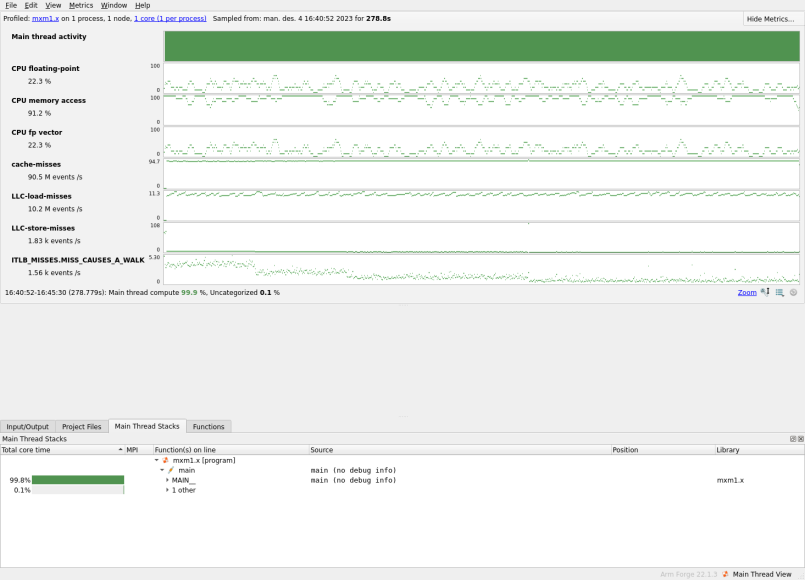 File Edit View Metrics Window Help
Profiled: mxm1.x on 1 process, 1 node, 1 core (1 per process) Sampled from: man. des. 4 16:40:52 2023 for 278.8s Hide Metrics...
Main thread activity
CPU floating-point 100
22.3 % 0
CPU memory access 100
91.2 % 0
CPU fp vector 100
22.3 % 0
cache-misses 94.7
90.5 M events /s 0
LLC-load-misses 11.3
10.2 M events /s 0
LLC-store-misses 108
1.83 k events /s 0
ITLB_MISSES.MISS_CAUSES_A_WALK 5.30
1.56 k events /s 0
16:40:52-16:45:30 (278.779s): Main thread compute 99.9 %, Uncategorized 0.1 % Zoom
Input/Output Project Files Main Thread Stacks Functions
Main Thread Stacks
Total core time MPI Function(s) on line Source Position Library
mxm1.x [program]
main main (no debug info)
99.8% MAIN__ main (no debug info) mxm1.x
0.1% 1 other
Arm Forge 22.1.3 Main Thread View